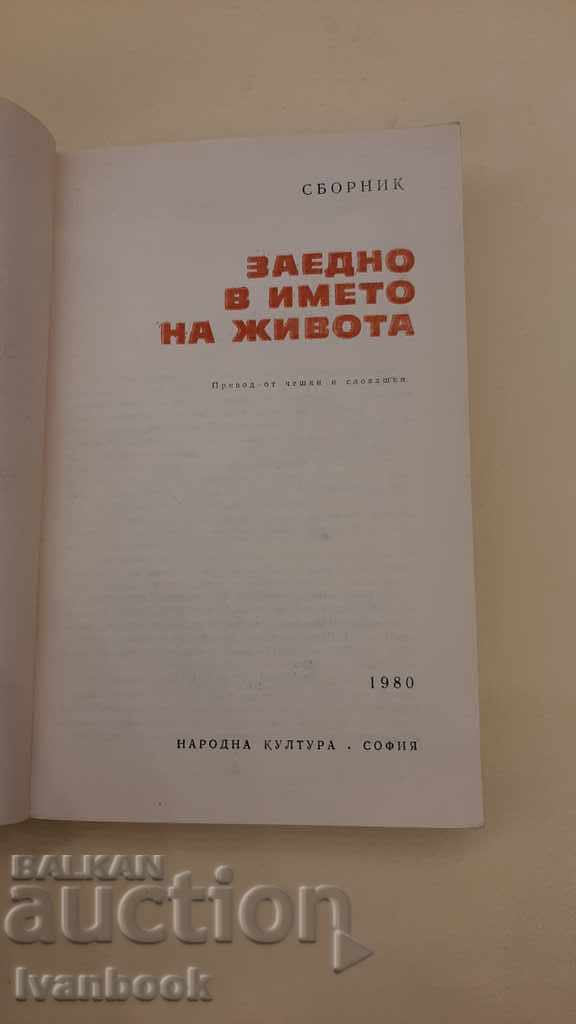 СБОРНИК
ЗАЕДНО
В ИМЕТО
НА ЖИВОТА
Превод от чешки и словашки
1980
НАРОДНА КУЛТУРА . СОФИЯ
BALKAN
auction
Ivanbook